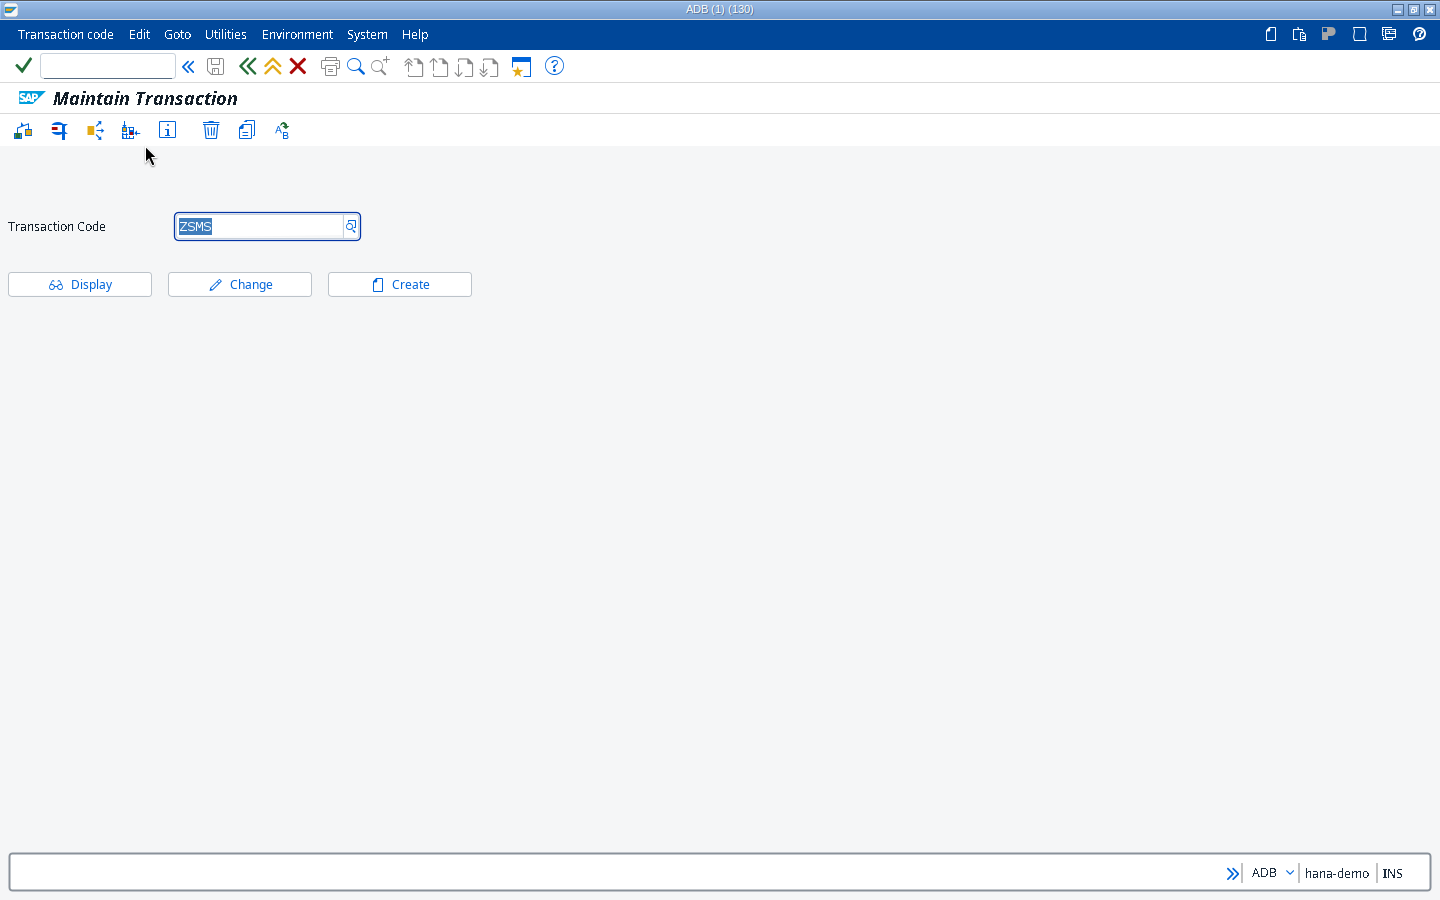 ADB (1) (130)
Transaction code Edit Goto Utilities Environment System Help
SAP Maintain Transaction
Transaction Code ZSMS
Display Change Create
ADB hana-demo INS